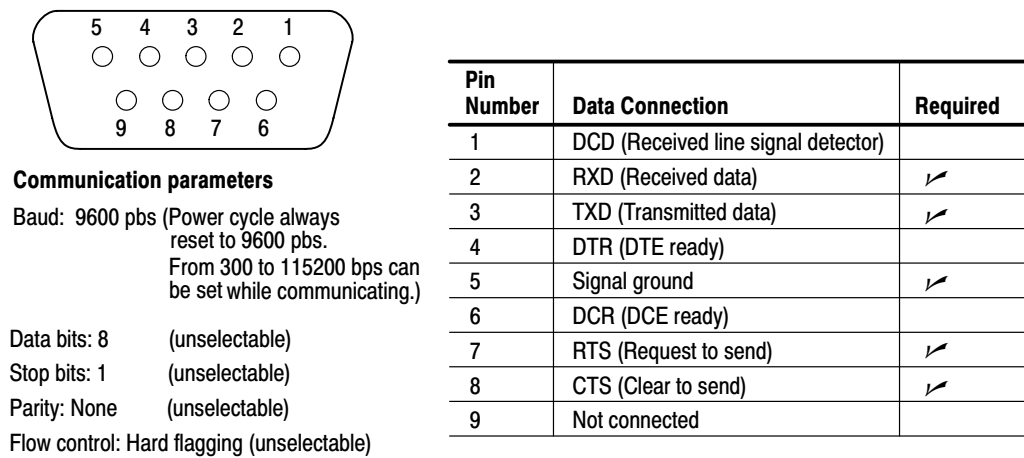 5 4 3 2 1
9 8 7 6
Communication parameters
Baud: 9600 pbs (Power cycle always
reset to 9600 pbs.
From 300 to 115200 bps can
be set while communicating.)
Data bits: 8 (unselectable)
Stop bits: 1 (unselectable)
Parity: None (unselectable)
Flow control: Hard flagging (unselectable)
Pin
Number Data Connection Required
1 DCD (Received line signal detector)
2 RXD (Received data) ✓
3 TXD (Transmitted data) ✓
4 DTR (DTE ready)
5 Signal ground ✓
6 DCR (DCE ready)
7 RTS (Request to send) ✓
8 CTS (Clear to send) ✓
9 Not connected